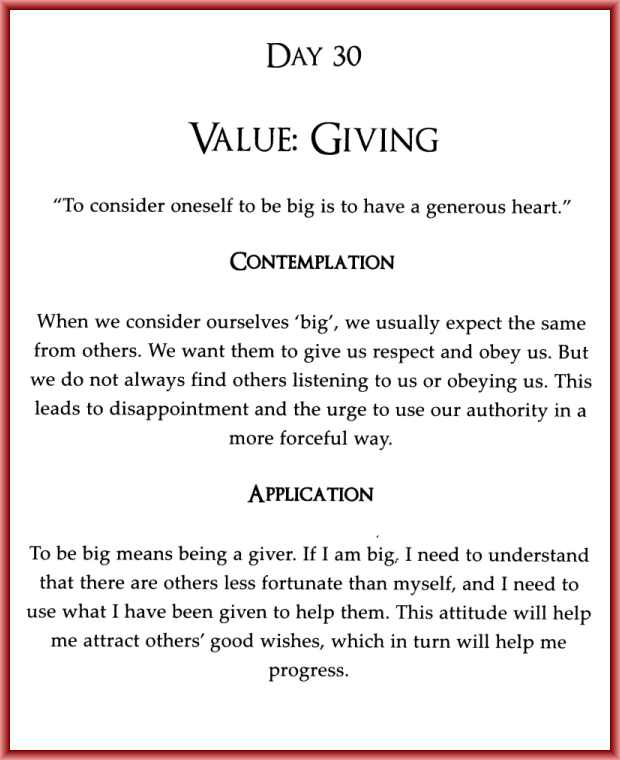 Day 30
Value: Giving
“To consider oneself to be big is to have a generous heart.”
Contemplation
When we consider ourselves ‘big’, we usually expect the same
from others. We want them to give us respect and obey us. But
we do not always find others listening to us or obeying us. This
leads to disappointment and the urge to use our authority in a
more forceful way.
Application
To be big means being a giver. If I am big, I need to understand
that there are others less fortunate than myself, and I need to
use what I have been given to help them. This attitude will help
me attract others’ good wishes, which in turn will help me
progress.